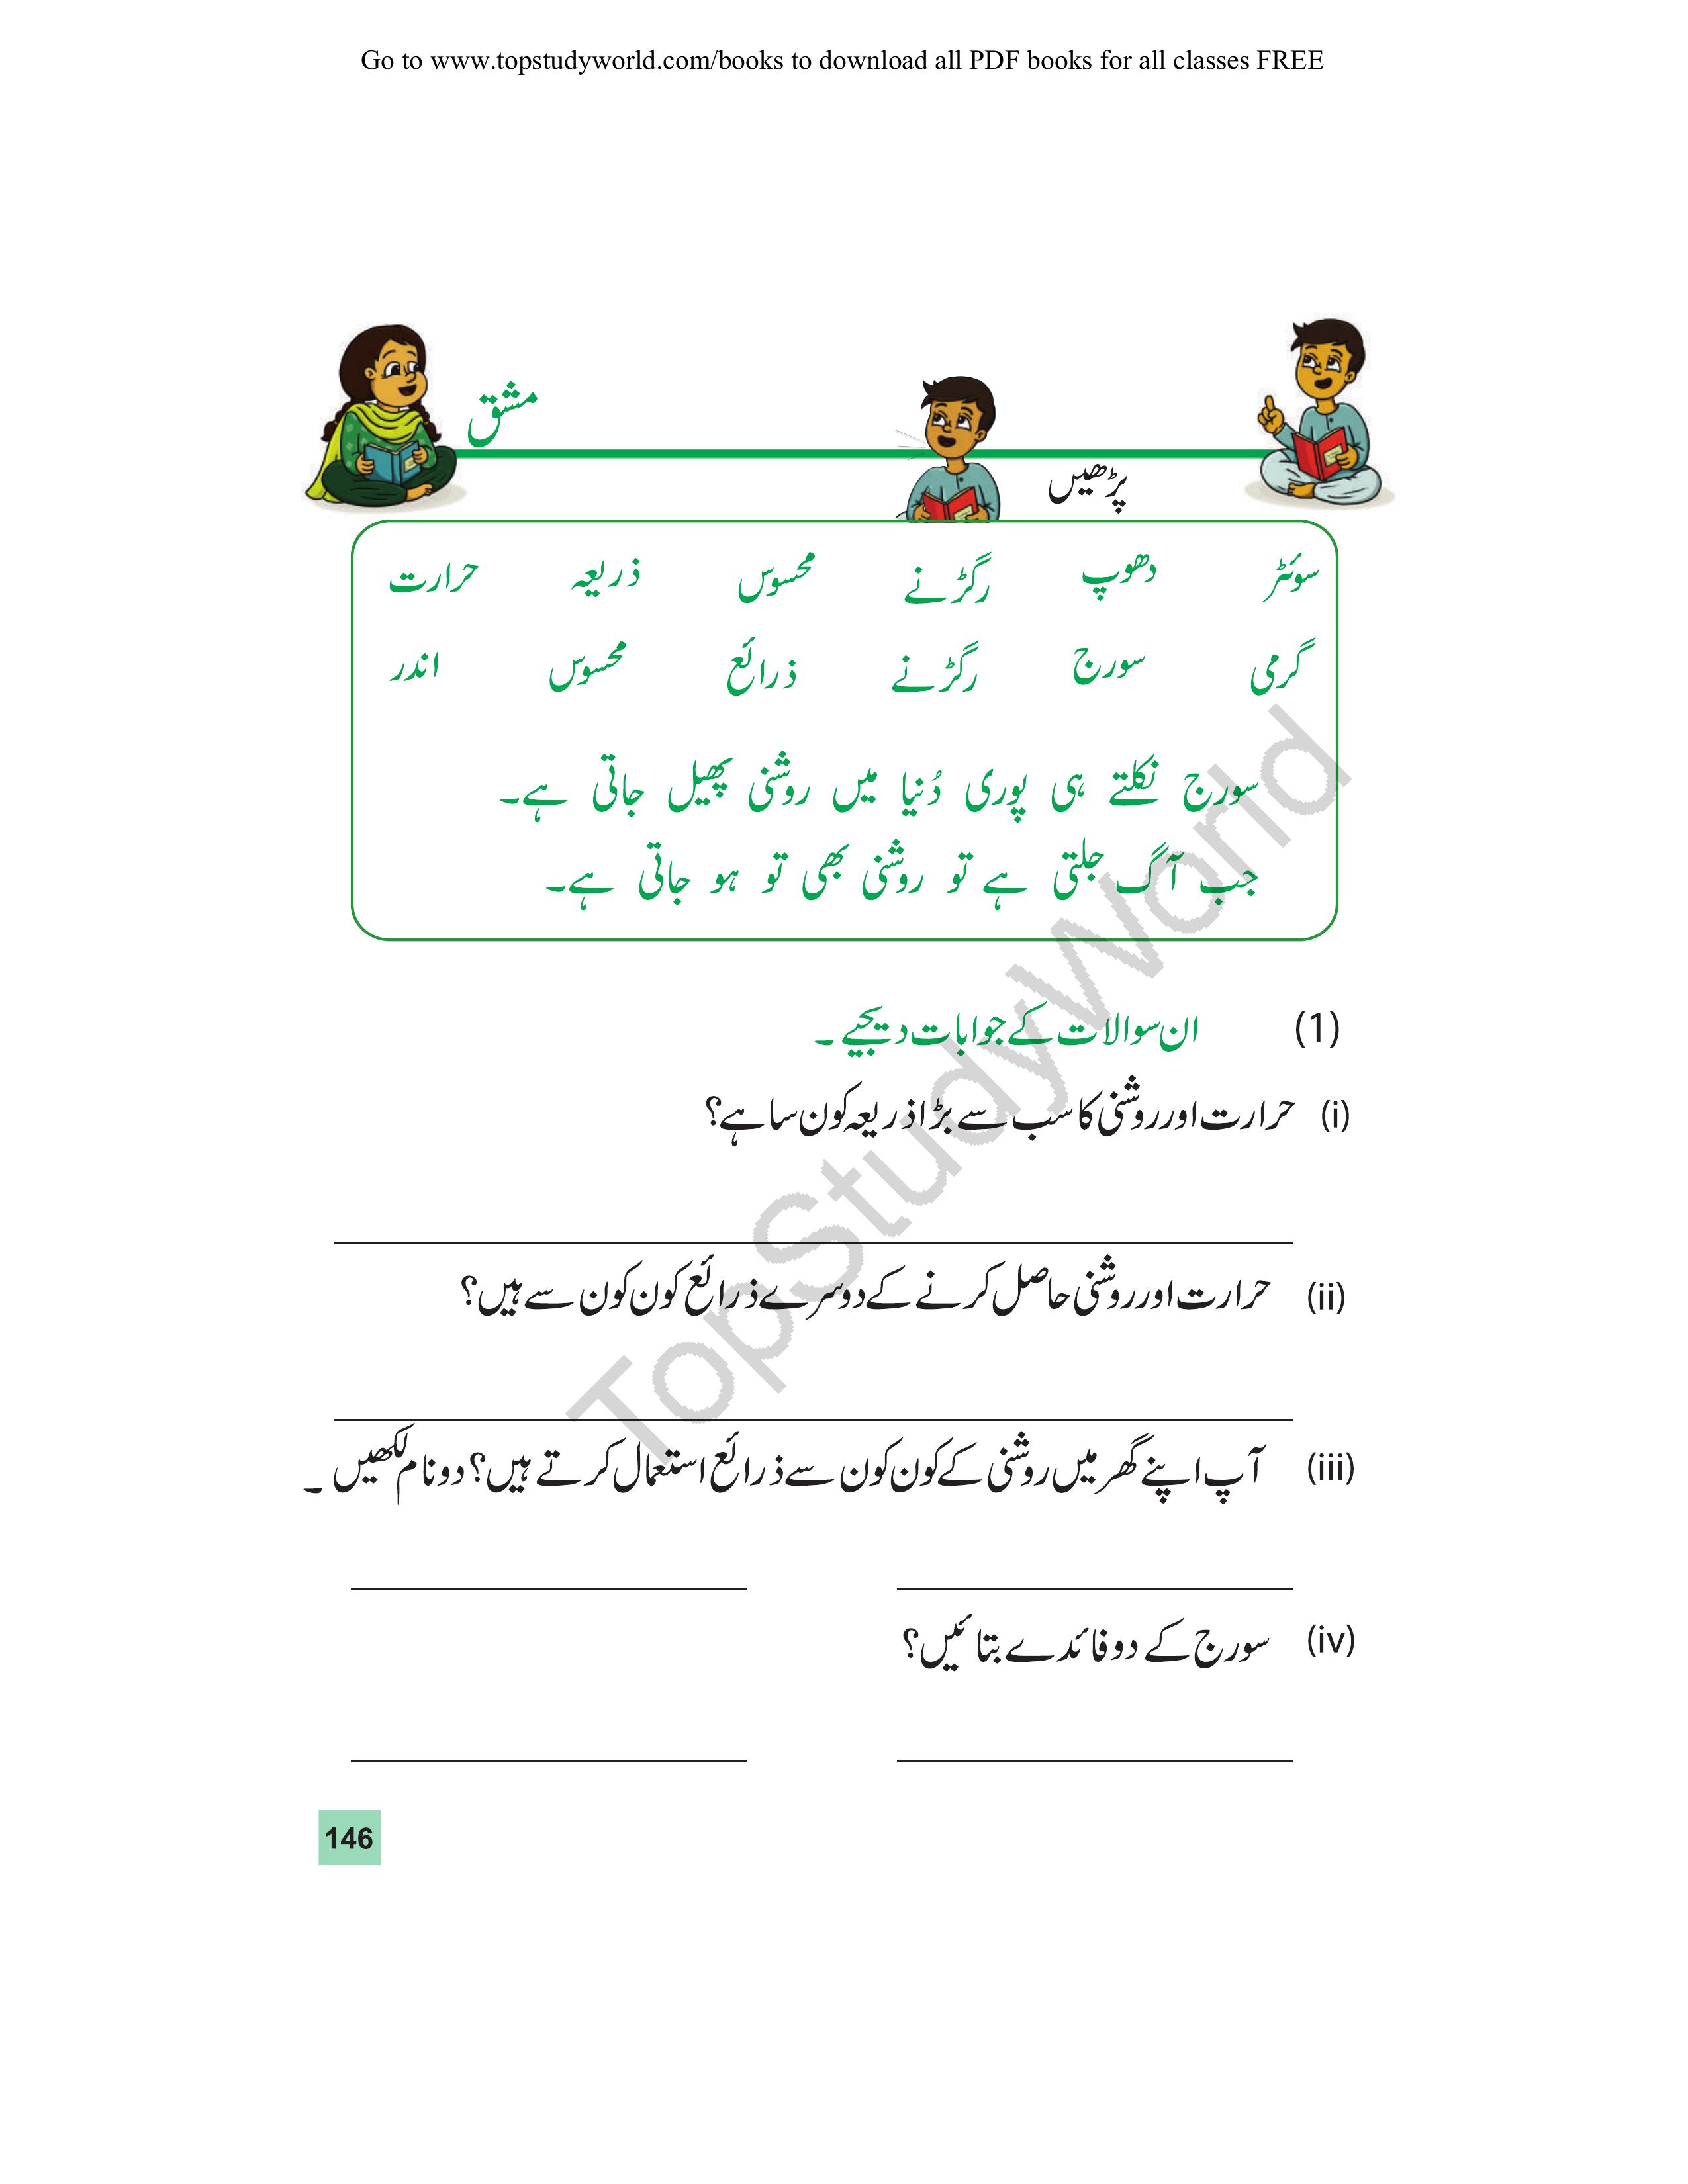 Go to www.topstudyworld.com/books to download all PDF books for all classes FREE
مشق
پڑھیں
سوئٹر دھوپ رگڑنے محسوس ذریعہ حرارت
گرمی سورج رگڑنے ذرائع محسوس اندر
سورج نکلتے ہی پوری دُنیا میں روشنی پھیل جاتی ہے۔
جب آگ جلتی ہے تو روشنی بھی تو ہو جاتی ہے۔
(1) ان سوالات کے جوابات دیجیے۔
(i) حرارت اور روشنی کا سب سے بڑا ذریعہ کون سا ہے؟
(ii) حرارت اور روشنی حاصل کرنے کے دوسرے ذرائع کون کون سے ہیں؟
(iii) آپ اپنے گھر میں روشنی کے کون کون سے ذرائع استعمال کرتے ہیں؟ دو نام لکھیں۔
(iv) سورج کے دو فائدے بتائیں؟
146
TopStudyWorld